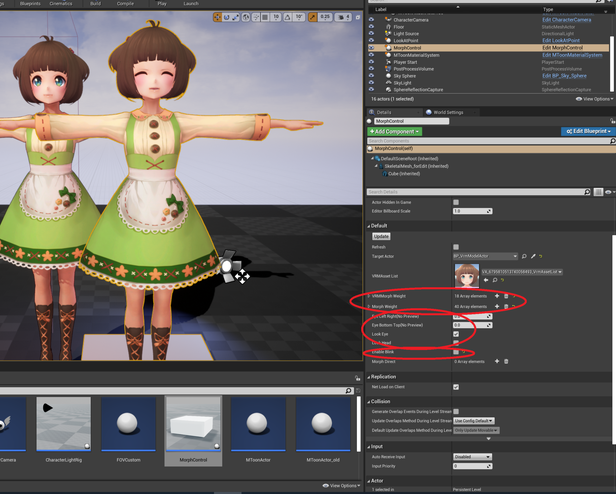 Blueprints
Cinematics
Build
Compile
Play
Launch
Label
Type
CharacterCamera
Edit CharacterCamera
Floor
StaticMeshActor
Light Source
DirectionalLight
LookAtPoint
Edit LookAtPoint
MorphControl
Edit MorphControl
MToonMaterialSystem
Edit MToonMaterialSystem
Player Start
PlayerStart
PostProcessVolume
PostProcessVolume
Sky Sphere
Edit BP_Sky_Sphere
SkyLight
SkyLight
SphereReflectionCapture
SphereReflectionCapture
16 actors (1 selected)
View Options
Details
World Settings
MorphControl
+Add Component
Edit Blueprint
Search Components
MorphControl(self)
DefaultSceneRoot (Inherited)
SkeletalMesh_forEdit (Inherited)
Cube (Inherited)
Search Details
Actor Hidden In Game
Editor Billboard Scale
1.0
Default
Update
Refresh
Target Actor
VRMAsset List
VRMMorph Weight
18 Array elements
Morph Weight
43 Array elements
Eye Left Right(No Preview)
Eye Bottom Top(No Preview)
0.0
Look Eye
Look Head
Enable Blink
Morph Direct
0 Array elements
Replication
Net Load on Client
Collision
Generate Overlap Events During Level Stream
Update Overlaps Method During Level Stream
Use Config Default
Default Update Overlaps Method During Level
Only Update Movable
Input
Auto Receive Input
Disabled
Input Priority
0
Actor
1 selected in
Persistent Level
Camera
CharacterLightRig
FOVCustom
MorphControl
MToonActor
MToonActor_old
View Options